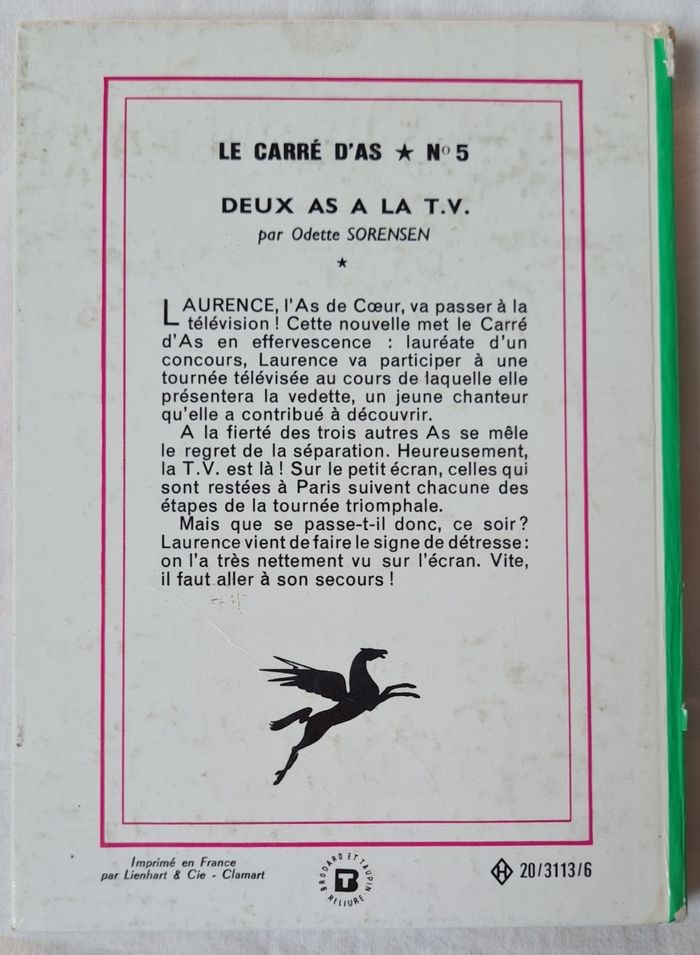 LE CARRÉ D'AS ★ Nº 5
DEUX AS A LA T.V.
par Odette SORENSEN
★
LAURENCE, l'As de Cœur, va passer à la
télévision ! Cette nouvelle met le Carré
d'As en effervescence : lauréate d'un
concours, Laurence va participer à une
tournée télévisée au cours de laquelle elle
présentera la vedette, un jeune chanteur
qu'elle a contribué à découvrir.
A la fierté des trois autres As se mêle
le regret de la séparation. Heureusement,
la T.V. est là ! Sur le petit écran, celles qui
sont restées à Paris suivent chacune des
étapes de la tournée triomphale.
Mais que se passe-t-il donc, ce soir ?
Laurence vient de faire le signe de détresse :
on l'a très nettement vu sur l'écran. Vite,
il faut aller à son secours !
Imprimé en France
par Lienhart & Cie - Clamart
BRODARD ET TAUPIN
BT
RELIURE
H 20/3113/6